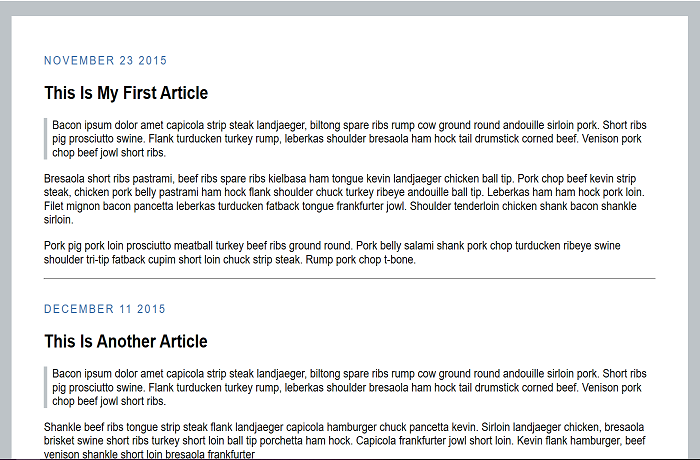 NOVEMBER 23 2015
This Is My First Article
Bacon ipsum dolor amet capicola strip steak landjaeger, biltong spare ribs rump cow ground round andouille sirloin pork. Short ribs
pig prosciutto swine. Flank turducken turkey rump, leberkas shoulder bresaola ham hock tail drumstick corned beef. Venison pork
chop beef jowl short ribs.
Bresaola short ribs pastrami, beef ribs spare ribs kielbasa ham tongue kevin landjaeger chicken ball tip. Pork chop beef kevin strip
steak, chicken pork belly pastrami ham hock flank shoulder chuck turkey ribeye andouille ball tip. Leberkas ham ham hock pork loin.
Filet mignon bacon pancetta leberkas turducken fatback tongue frankfurter jowl. Shoulder tenderloin chicken shank bacon shankle
sirloin.
Pork pig pork loin prosciutto meatball turkey beef ribs ground round. Pork belly salami shank pork chop turducken ribeye swine
shoulder tri-tip fatback cupim short loin chuck strip steak. Rump pork chop t-bone.
DECEMBER 11 2015
This Is Another Article
Bacon ipsum dolor amet capicola strip steak landjaeger, biltong spare ribs rump cow ground round andouille sirloin pork. Short ribs
pig prosciutto swine. Flank turducken turkey rump, leberkas shoulder bresaola ham hock tail drumstick corned beef. Venison pork
chop beef jowl short ribs.
Shankle beef ribs tongue strip steak flank landjaeger capicola hamburger chuck pancetta kevin. Sirloin landjaeger chicken, bresaola
brisket swine short ribs turkey short loin ball tip porchetta ham hock. Capicola frankfurter jowl short loin. Kevin flank hamburger, beef
venison shankle short loin bresaola frankfurter